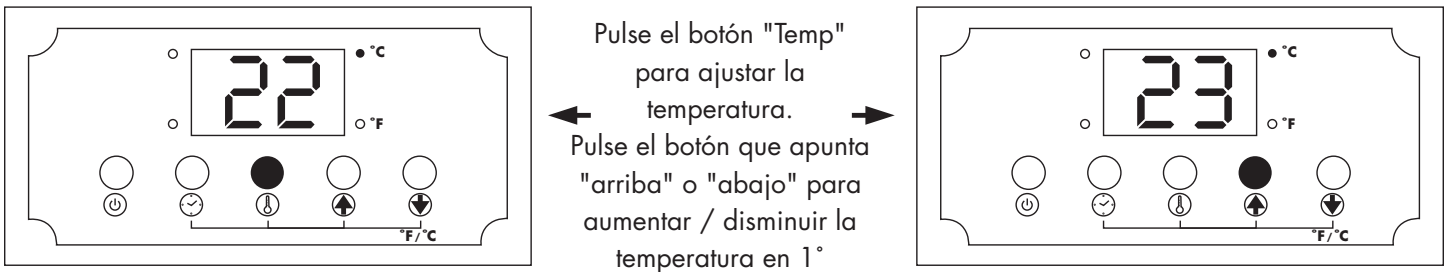 22
°C
°F
°F/°C
Pulse el botón "Temp"
para ajustar la
temperatura.
Pulse el botón que apunta
"arriba" o "abajo" para
aumentar / disminuir la
temperatura en 1°
23
°C
°F
°F/°C